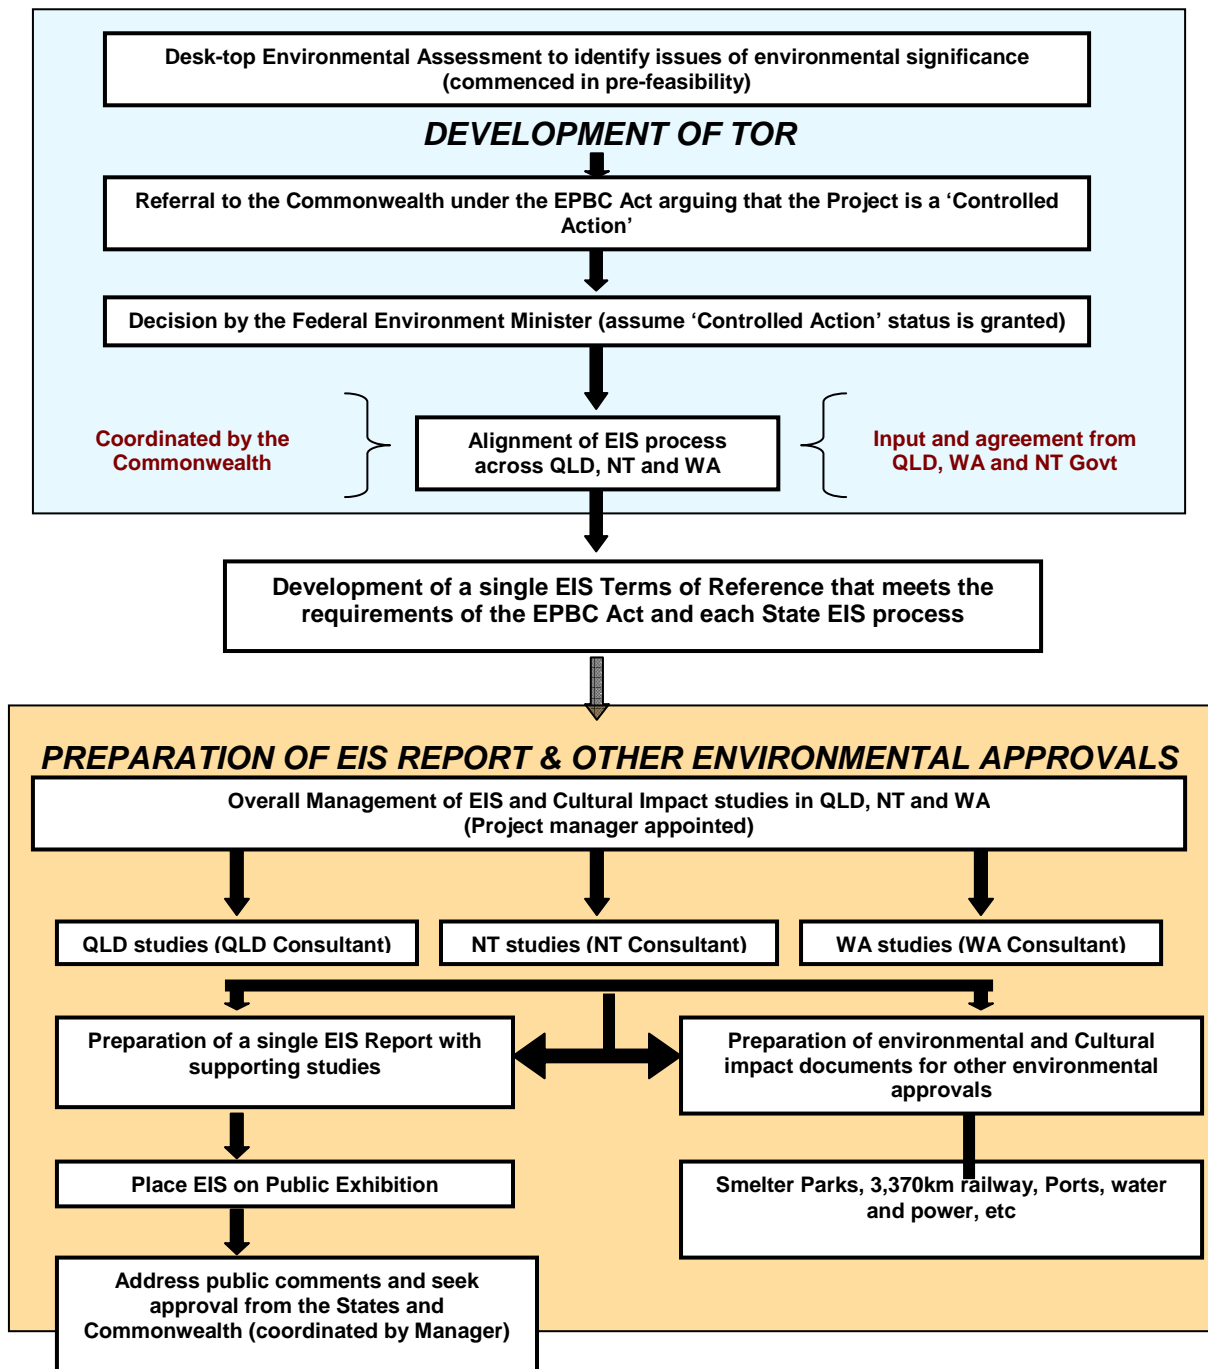 Desk-top Environmental Assessment to identify issues of environmental significance
(commenced in pre-feasibility)
DEVELOPMENT OF TOR
Referral to the Commonwealth under the EPBC Act arguing that the Project is a ‘Controlled
Action’
Decision by the Federal Environment Minister (assume ‘Controlled Action’ status is granted)
Coordinated by the
Commonwealth
Alignment of EIS process
across QLD, NT and WA
Input and agreement from
QLD, WA and NT Govt
Development of a single EIS Terms of Reference that meets the
requirements of the EPBC Act and each State EIS process
PREPARATION OF EIS REPORT & OTHER ENVIRONMENTAL APPROVALS
Overall Management of EIS and Cultural Impact studies in QLD, NT and WA
(Project manager appointed)
QLD studies (QLD Consultant)
NT studies (NT Consultant)
WA studies (WA Consultant)
Preparation of a single EIS Report with
supporting studies
Preparation of environmental and Cultural
impact documents for other environmental
approvals
Place EIS on Public Exhibition
Smelter Parks, 3,370km railway, Ports, water
and power, etc
Address public comments and seek
approval from the States and
Commonwealth (coordinated by Manager)